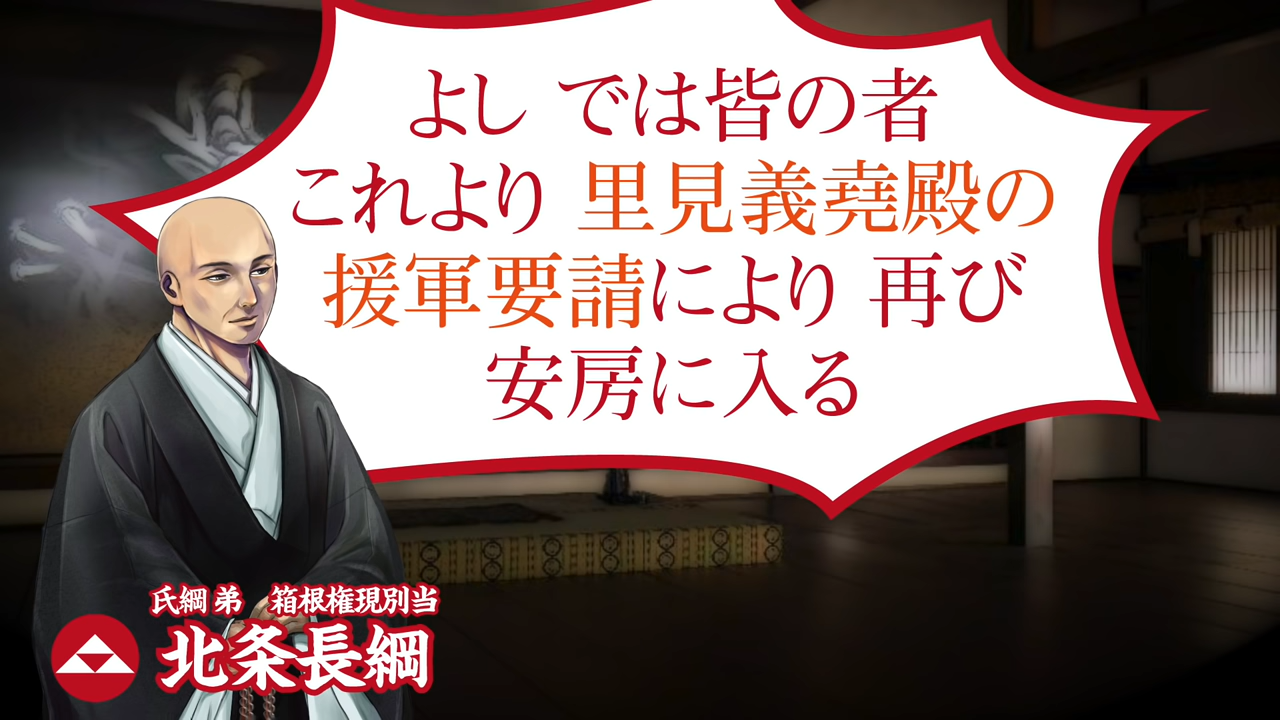 よし では皆の者
これより 里見義堯殿の
援軍要請により 再び
安房に入る
氏綱 弟 箱根権現別当
北条長綱